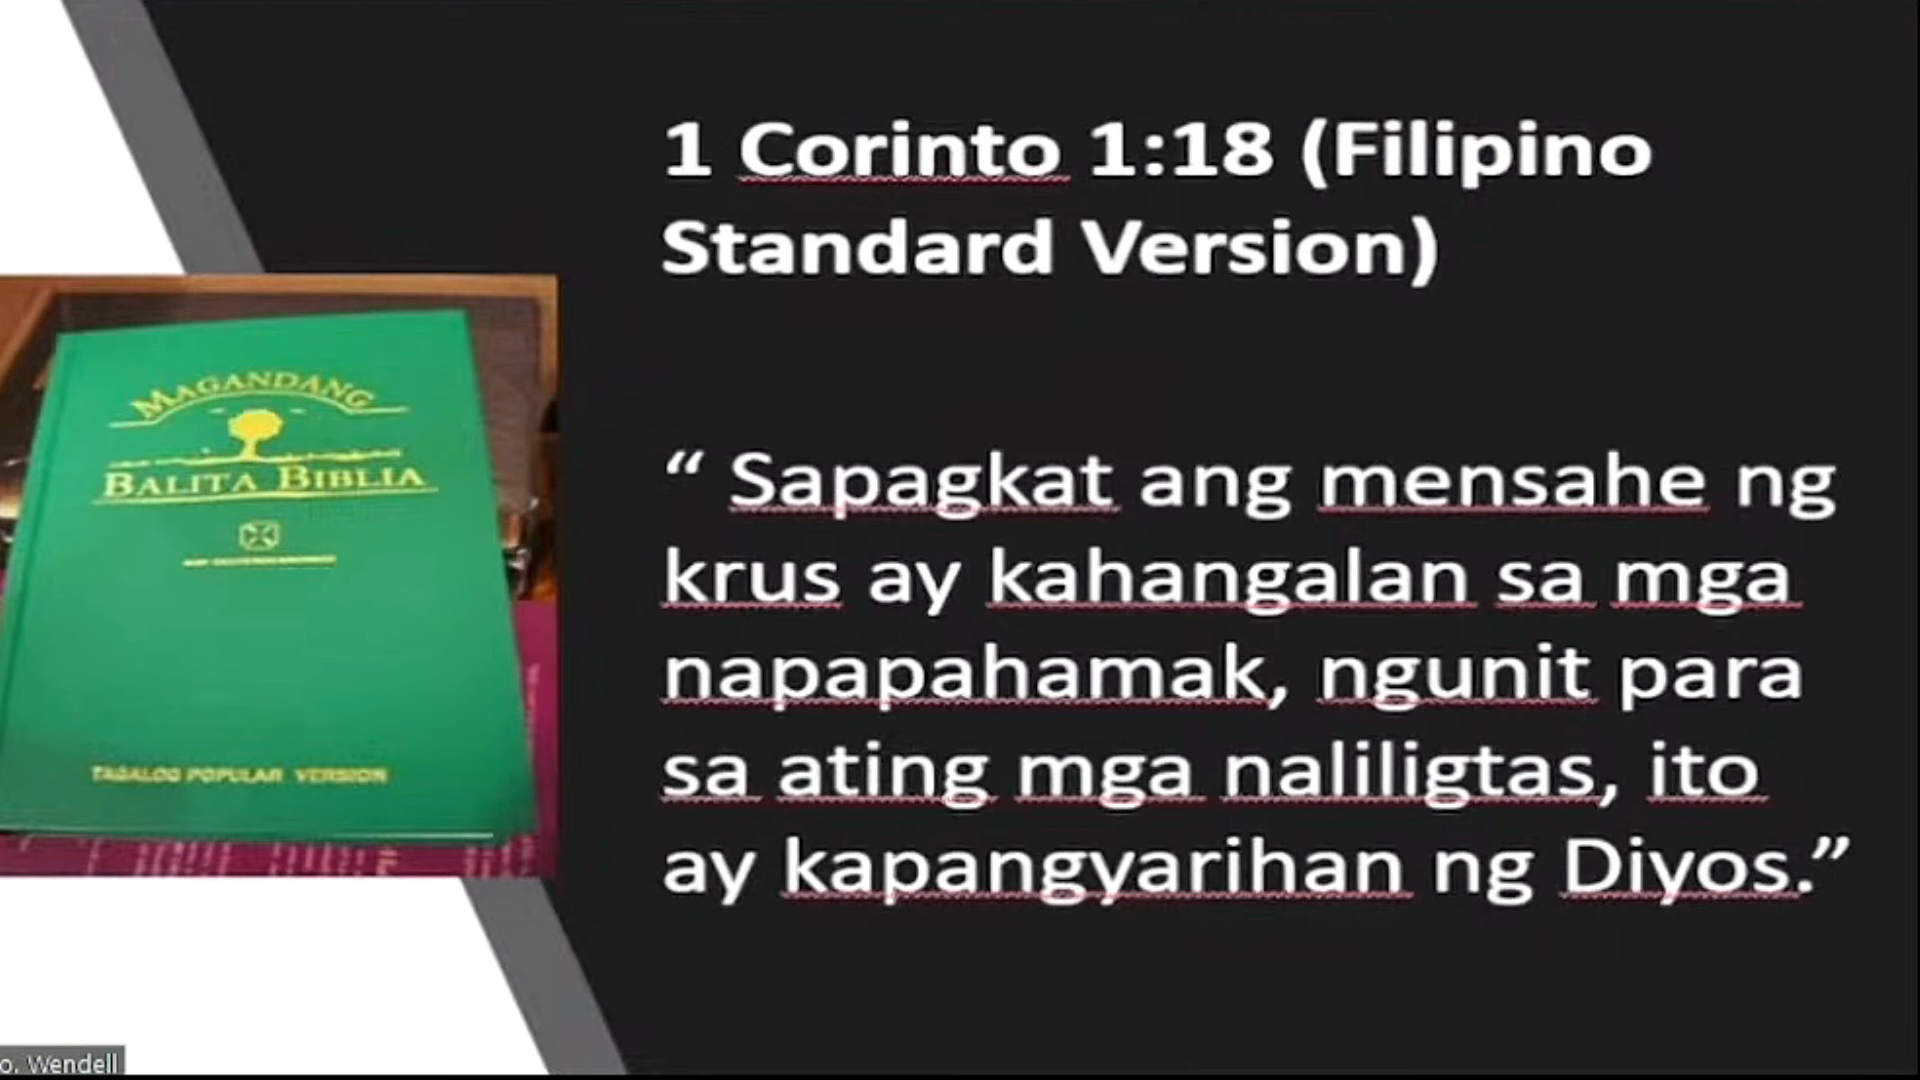 1 Corinto 1:18 (Filipino
Standard Version)
“ Sapagkat ang mensahe ng
krus ay kahangalan sa mga
napapahamak, ngunit para
sa ating mga naliligtas, ito
ay kapangyarihan ng Diyos.”
MAGANDANG
BALITA BIBLIA
TAGALOG POPULAR VERSION
o. Wendell